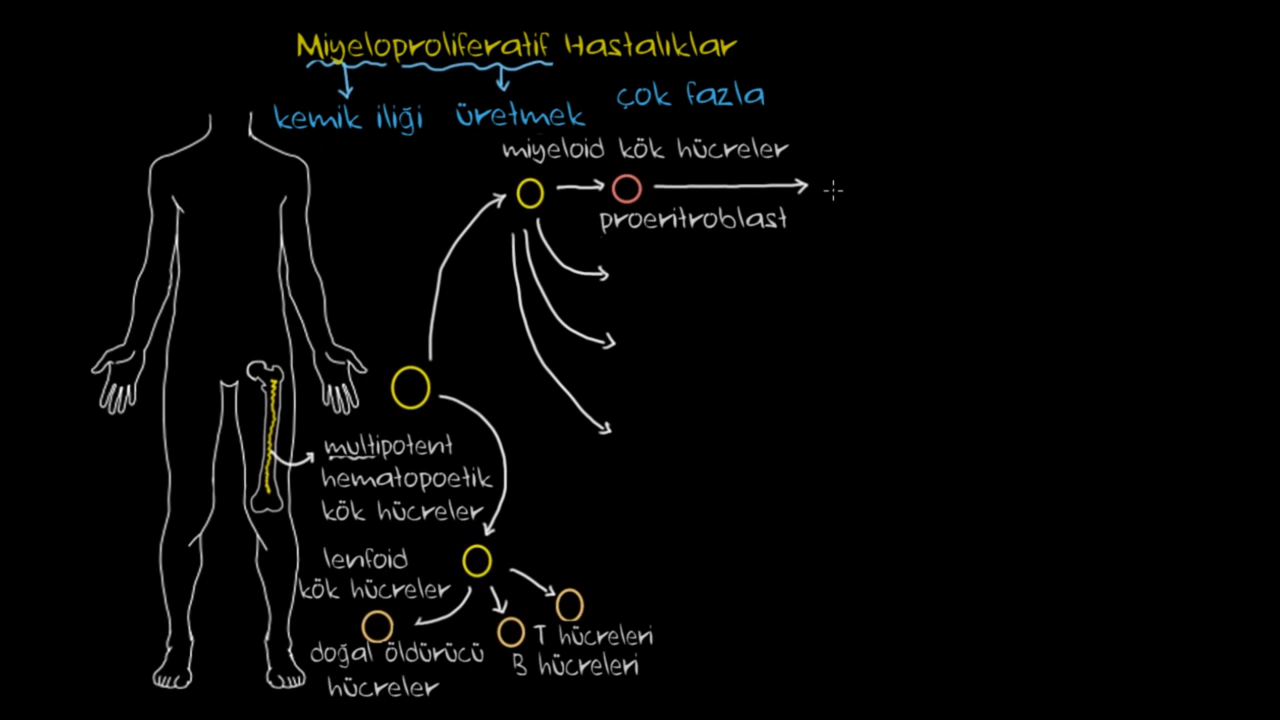 Miyeloproliferatif Hastalıklar
kemik iliği üretmek çok fazla
miyeloid kök hücreler
proeritroblast
multipotent
hematopoetik
kök hücreler
lenfoid
kök hücreler
doğal öldürücü
hücreler
T hücreleri
B hücreleri